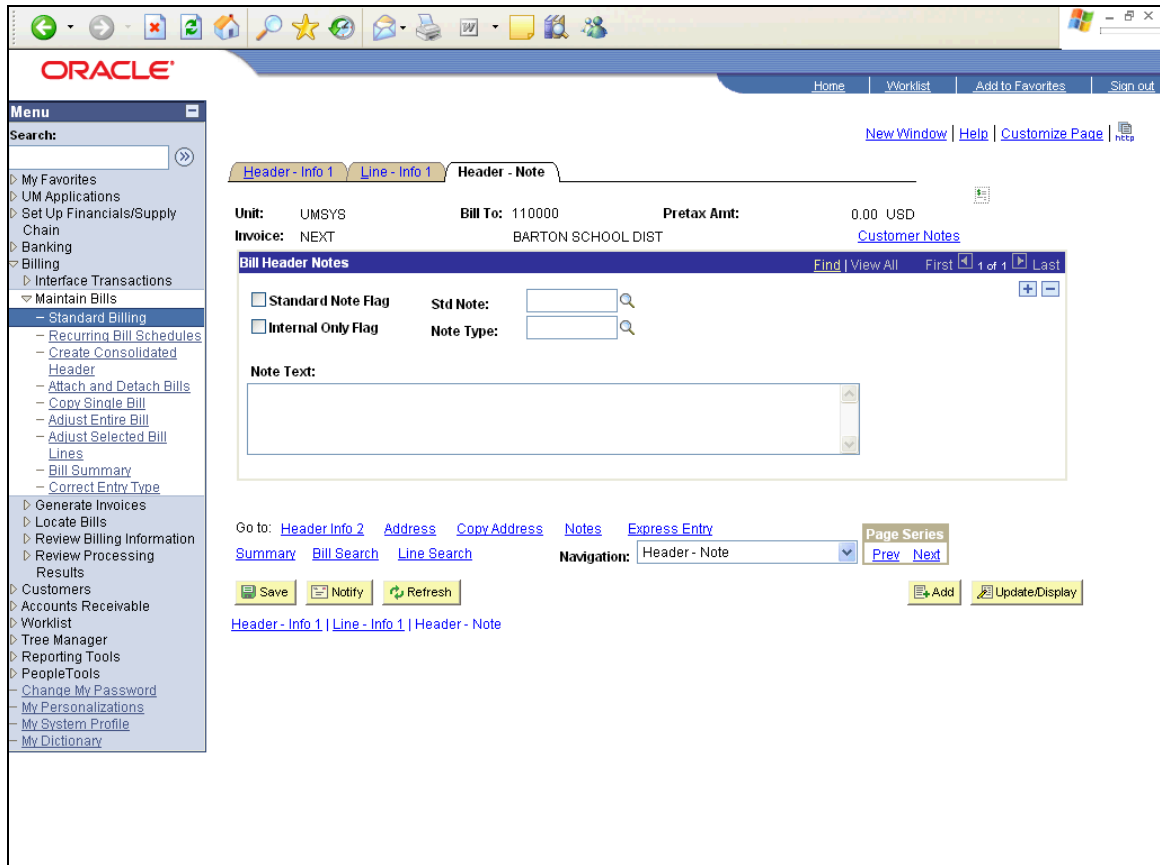 ORACLE
Home | Worklist | Add to Favorites | Sign out
Menu
Search:
My Favorites
UM Applications
Set Up Financials/Supply
Chain
Banking
Billing
Interface Transactions
Maintain Bills
– Standard Billing
– Recurring Bill Schedules
– Create Consolidated
Header
– Attach and Detach Bills
– Copy Single Bill
– Adjust Entire Bill
– Adjust Selected Bill
Lines
– Bill Summary
– Correct Entry Type
Generate Invoices
Locate Bills
Review Billing Information
Review Processing
Results
Customers
Accounts Receivable
Worklist
Tree Manager
Reporting Tools
PeopleTools
– Change My Password
– My Personalizations
– My System Profile
– My Dictionary
New Window | Help | Customize Page | http
Header - Info 1 Line - Info 1 Header - Note
Unit: UMSYS Bill To: 110000 Pretax Amt: 0.00 USD
Invoice: NEXT BARTON SCHOOL DIST Customer Notes
Bill Header Notes Find | View All First 1 of 1 Last
Standard Note Flag Std Note:
Internal Only Flag Note Type:
Note Text:
Go to: Header Info 2 Address Copy Address Notes Express Entry
Summary Bill Search Line Search Navigation: Header - Note
Page Series
Prev Next
Save Notify Refresh Add Update/Display
Header - Info 1 | Line - Info 1 | Header - Note